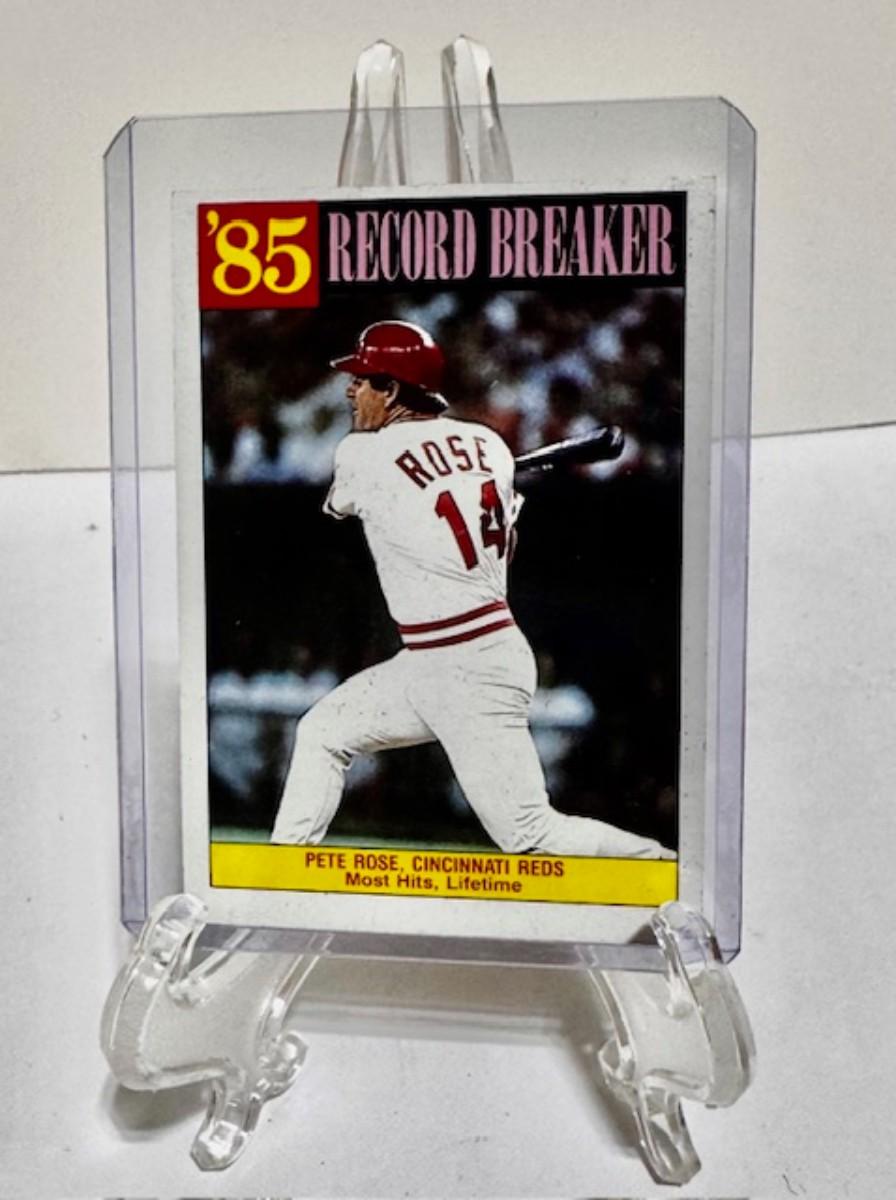 '85 RECORD BREAKER
ROSE
14
PETE ROSE, CINCINNATI REDS
Most Hits, Lifetime